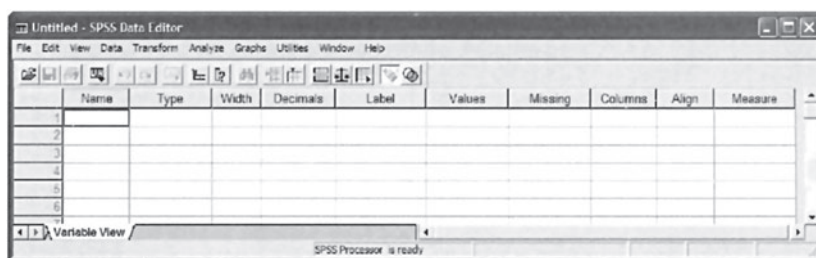 Untitled - SPSS Data Editor
File Edit View Data Transform Analyze Graphs Utilities Window Help
Name Type Width Decimals Label Values Missing Columns Align Measure
1
2
3
4
5
6
7
Variable View
SPSS Processor is ready